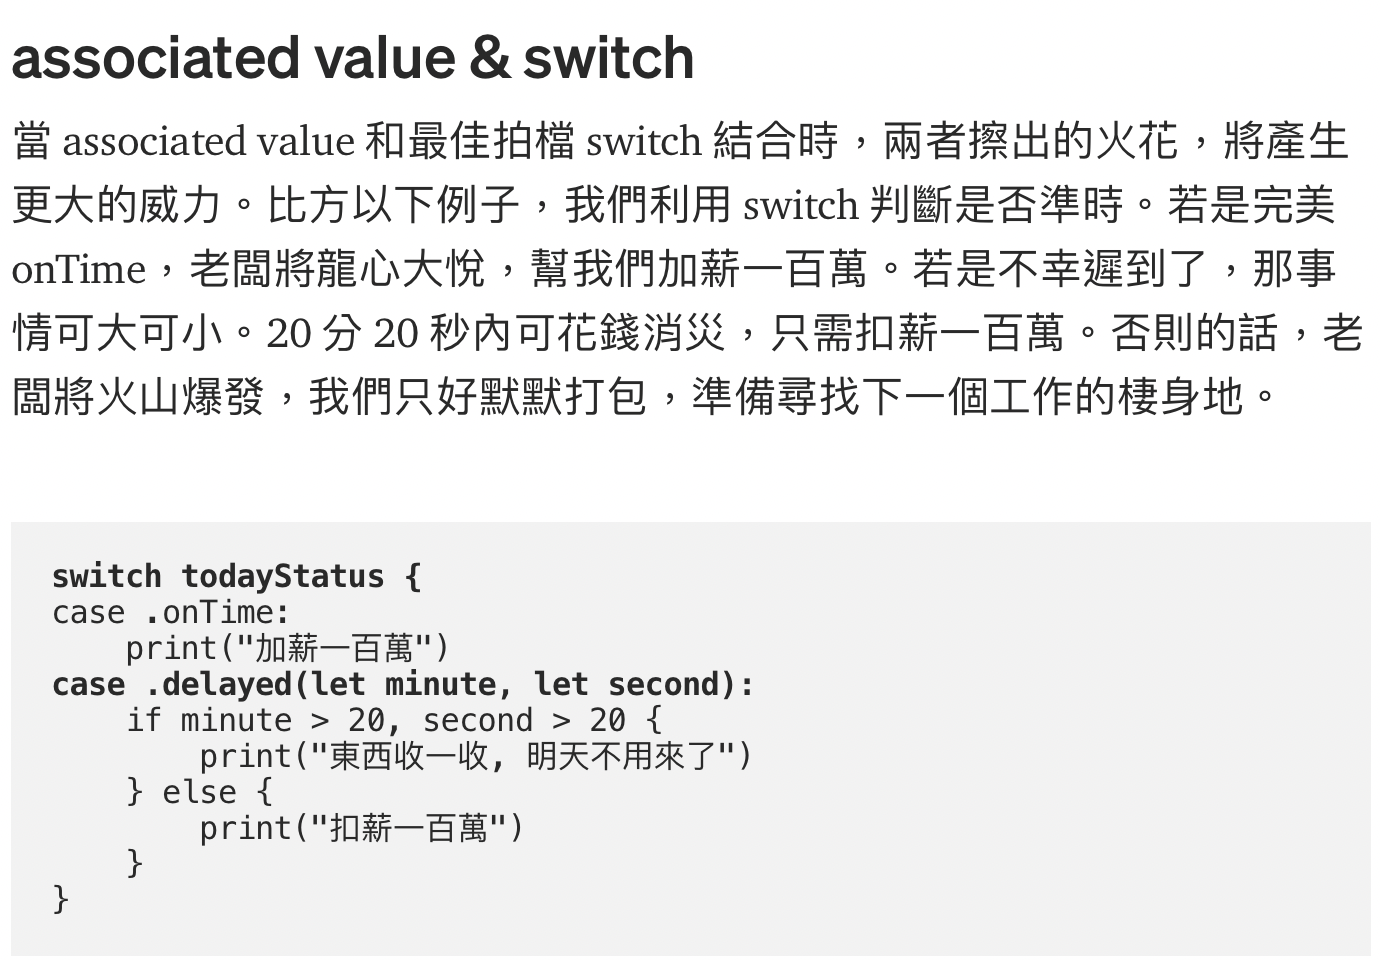 associated value & switch
當 associated value 和最佳拍檔 switch 結合時，兩者擦出的火花，將產生
更大的威力。比方以下例子，我們利用 switch 判斷是否準時。若是完美
onTime，老闆將龍心大悅，幫我們加薪一百萬。若是不幸遲到了，那事
情可大可小。20 分 20 秒內可花錢消災，只需扣薪一百萬。否則的話，老
闆將火山爆發，我們只好默默打包，準備尋找下一個工作的棲身地。
switch todayStatus {
case .onTime:
    print("加薪一百萬")
case .delayed(let minute, let second):
    if minute > 20, second > 20 {
        print("東西收一收, 明天不用來了")
    } else {
        print("扣薪一百萬")
    }
}